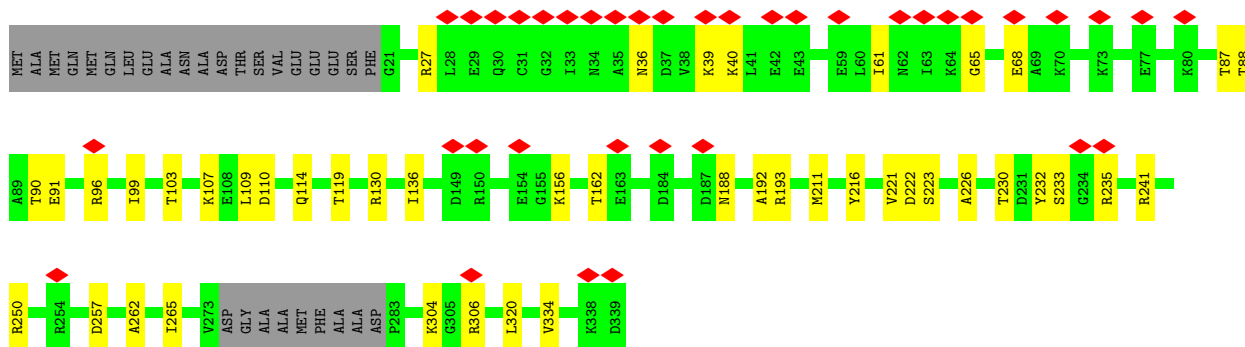 MET ALA MET GLN MET GLN LEU GLU ALA ASN ALA ASP THR SER VAL GLU GLU GLU SER PHE G21 R27 L28 E29 Q30 C31 G32 I33 N34 A35 N36 D37 V38 K39 K40 L41 E42 E43 E59 L60 I61 N62 I63 K64 G65 E68 A69 K70 K73 E77 K80 T87 T88
A89 T90 E91 R96 I99 T103 K107 E108 L109 D110 Q114 T119 R130 I136 D149 R150 E154 G155 K156 T162 E163 D184 D187 N188 A192 R193 M211 Y216 V221 D222 S223 A226 T230 D231 Y232 S233 G234 R235 R241
R250 R254 D257 A262 I265 V273 ASP GLY ALA ALA MET PHE ALA ALA ASP P283 K304 G305 R306 L320 V334 K338 D339